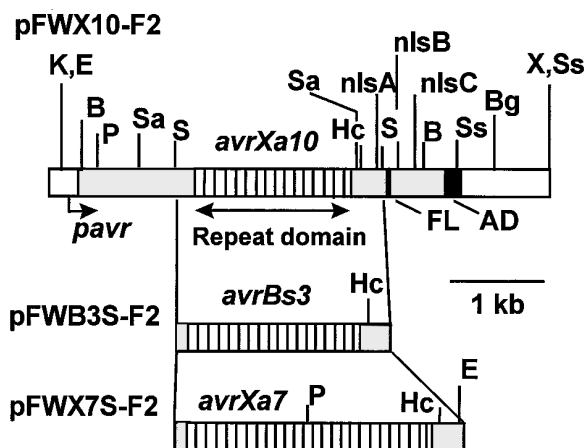 pFWX10-F2
nlsB
K,E
Sa
nlsA
nlsC
X,Ss
B
P
Sa
S
avrXa10
Hc
S
B
Ss
Bg
pavr
Repeat domain
FL
AD
avrBs3
Hc
1 kb
pFWB3S-F2
E
pFWX7S-F2
avrXa7
P
Hc